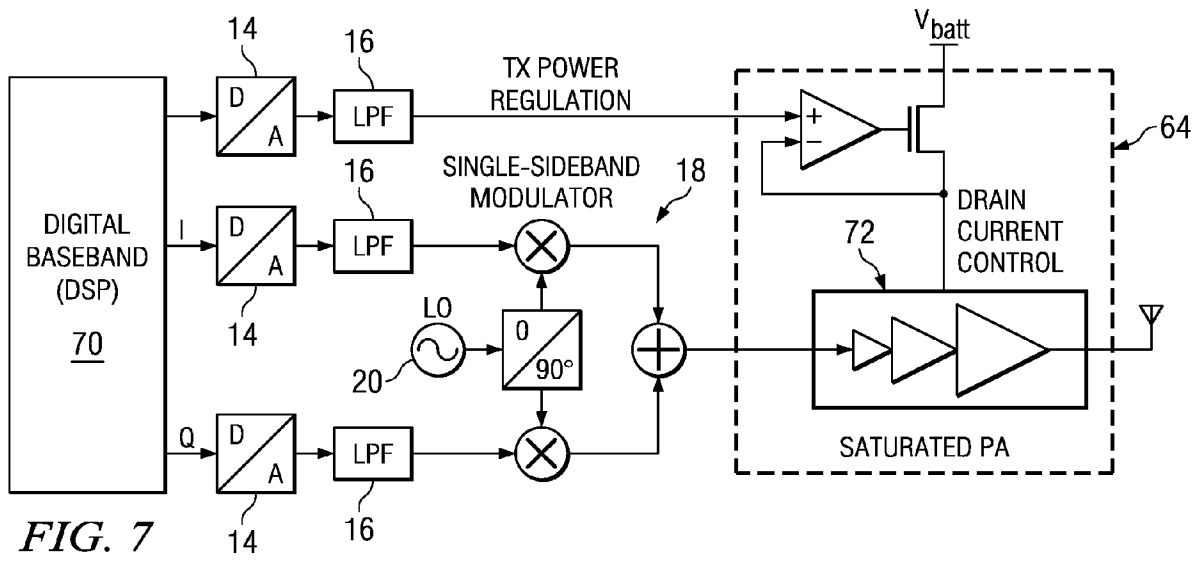 14
16
V batt
D
A
LPF
TX POWER
REGULATION
+
−
64
DIGITAL
BASEBAND
(DSP)
70
I
D
A
14
16
LPF
SINGLE-SIDEBAND
MODULATOR
18
DRAIN
CURRENT
CONTROL
72
LO
20
0
90°
SATURATED PA
Q
D
A
14
LPF
16
FIG. 7